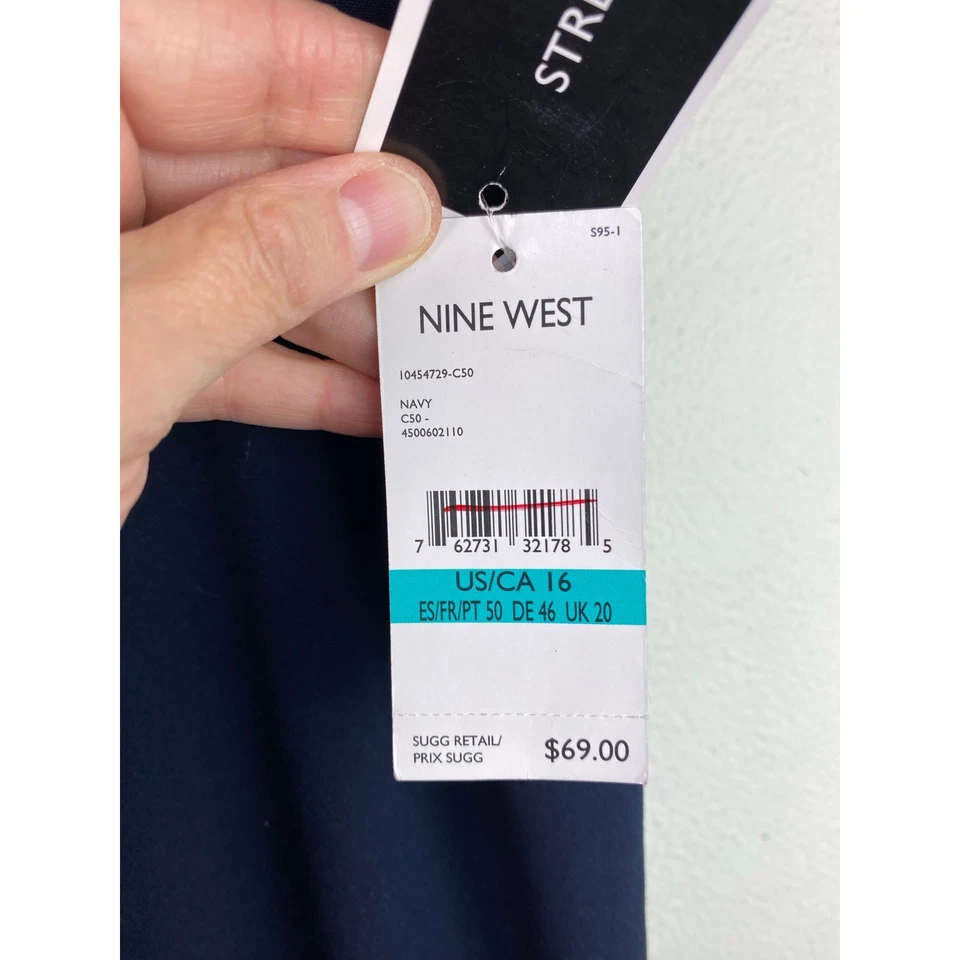 S95-1
NINE WEST
10454729-C50
NAVY
C50 -
4500602110
7 62731 32178 5
US/CA 16
ES/FR/PT 50 DE 46 UK 20
SUGG RETAIL/
PRIX SUGG
$69.00